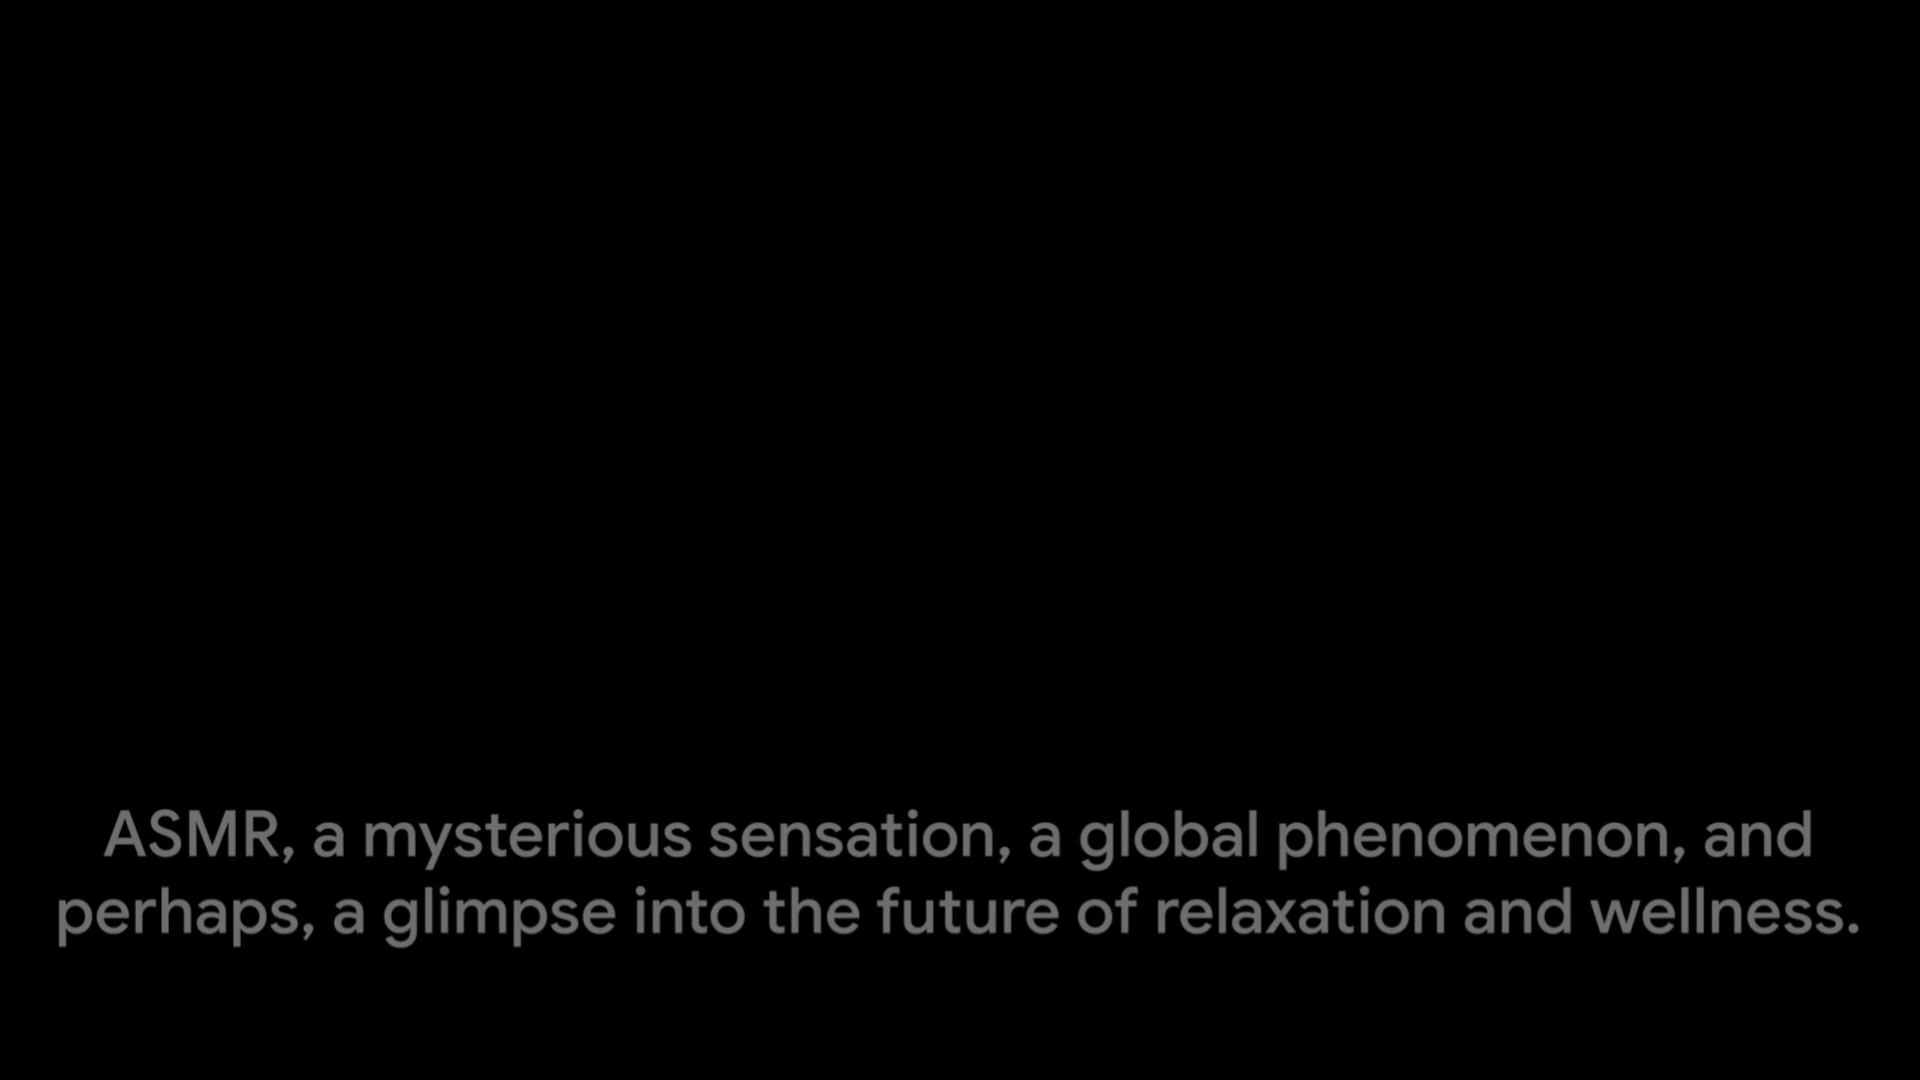 ASMR, a mysterious sensation, a global phenomenon, and
perhaps, a glimpse into the future of relaxation and wellness.